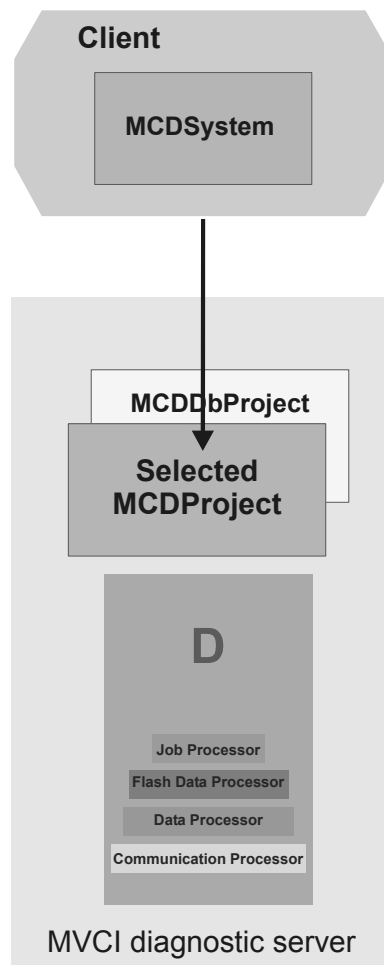 Client
MCDSystem
MCDDbProject
Selected
MCDProject
D
Job Processor
Flash Data Processor
Data Processor
Communication Processor
MVCI diagnostic server